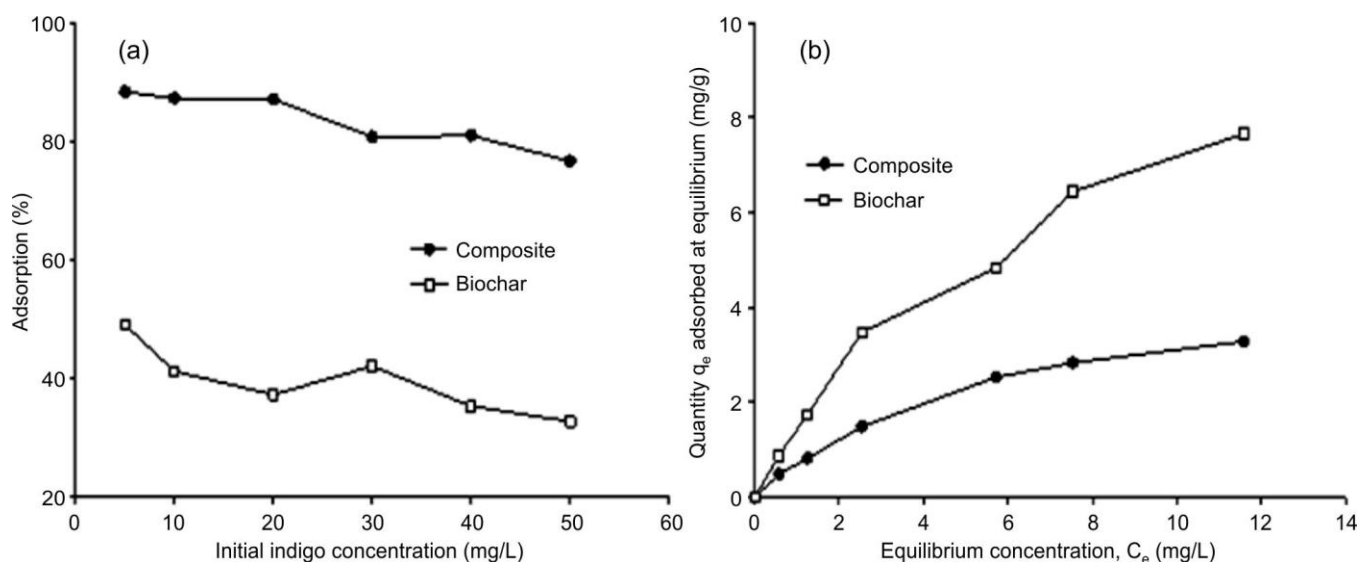 (a)
100
80
60
40
20
Adsorption (%)
Composite
Biochar
0
10
20
30
40
50
60
Initial indigo concentration (mg/L)
(b)
10
8
6
4
2
0
Quantity qₑ adsorbed at equilibrium (mg/g)
Composite
Biochar
0
2
4
6
8
10
12
14
Equilibrium concentration, Cₑ (mg/L)